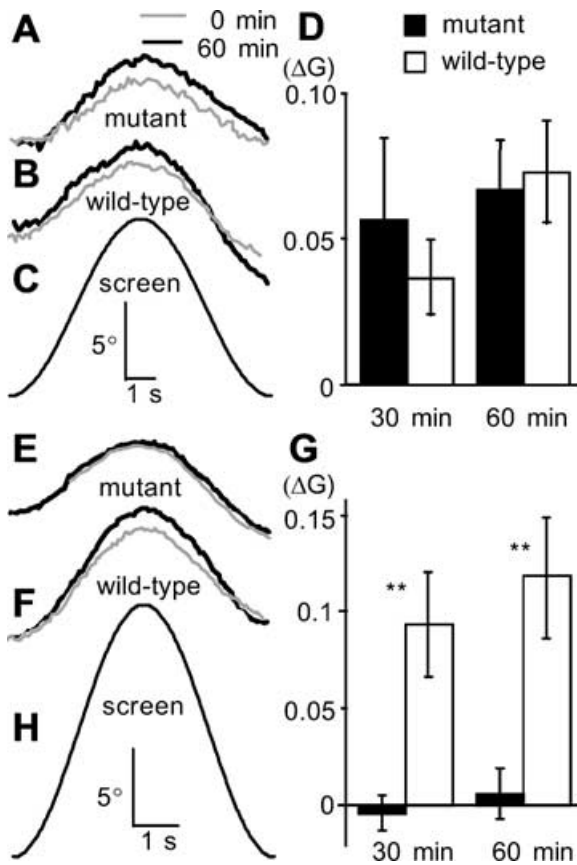 A
0 min
60 min
mutant
B
wild-type
C
screen
5°
1 s
D
mutant
wild-type
(ΔG)
0.10
0.05
0
30 min
60 min
E
mutant
F
wild-type
H
screen
5°
1 s
G
(ΔG)
0.15
**
**
0.1
0.05
0
30 min
60 min